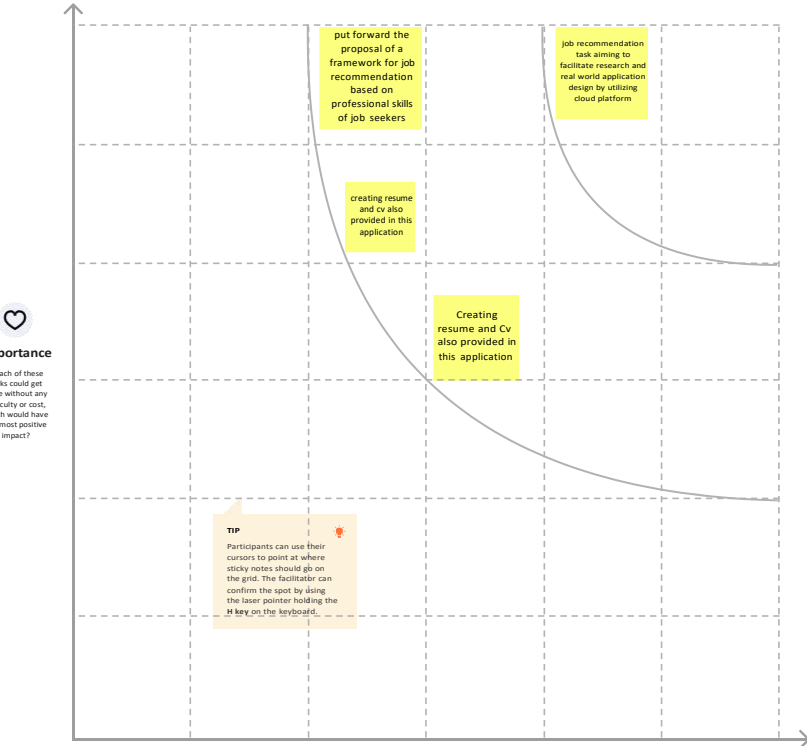 put forward the
proposal of a
framework for job
recommendation
based on
professional skills
of job seekers
job recommendation
task aiming to
facilitate research and
real world application
design by utilizing
cloud platform
creating resume
and cv also
provided in this
application
Creating
resume and Cv
also provided in
this application
portance
ach of these
ks could get
e without any
culty or cost,
h would have
most positive
impact?
TIP
Participants can use their
cursors to point at where
sticky notes should go on
the grid. The facilitator can
confirm the spot by using
the laser pointer holding the
H key on the keyboard.